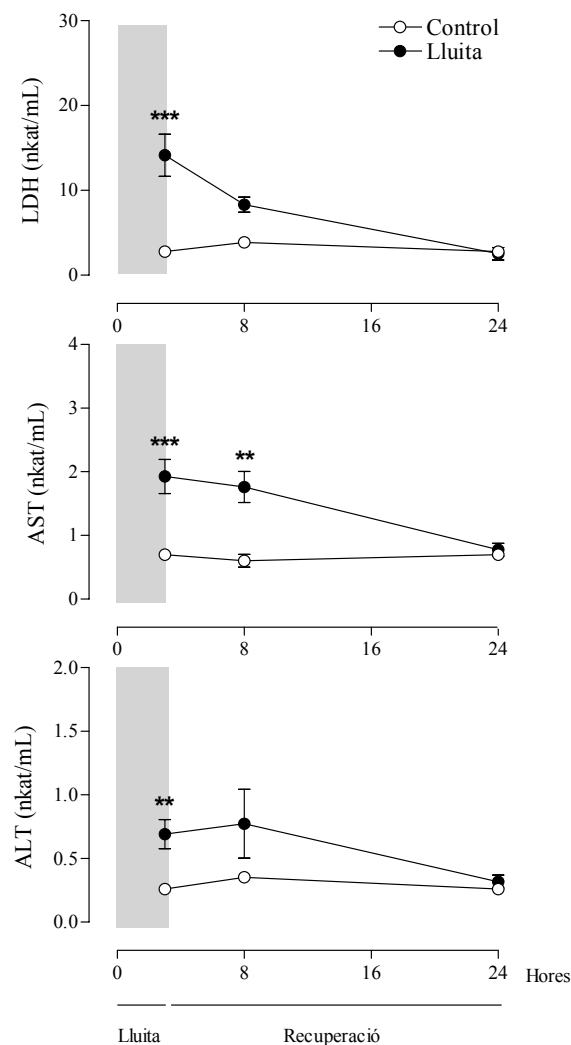 Control
Lluita
LDH (nkat/mL)
30
20
10
0
***
0 8 16 24
AST (nkat/mL)
4
3
2
1
0
***
**
0 8 16 24
ALT (nkat/mL)
2.0
1.5
1.0
0.5
0.0
**
0 8 16 24 Hores
Lluita Recuperació